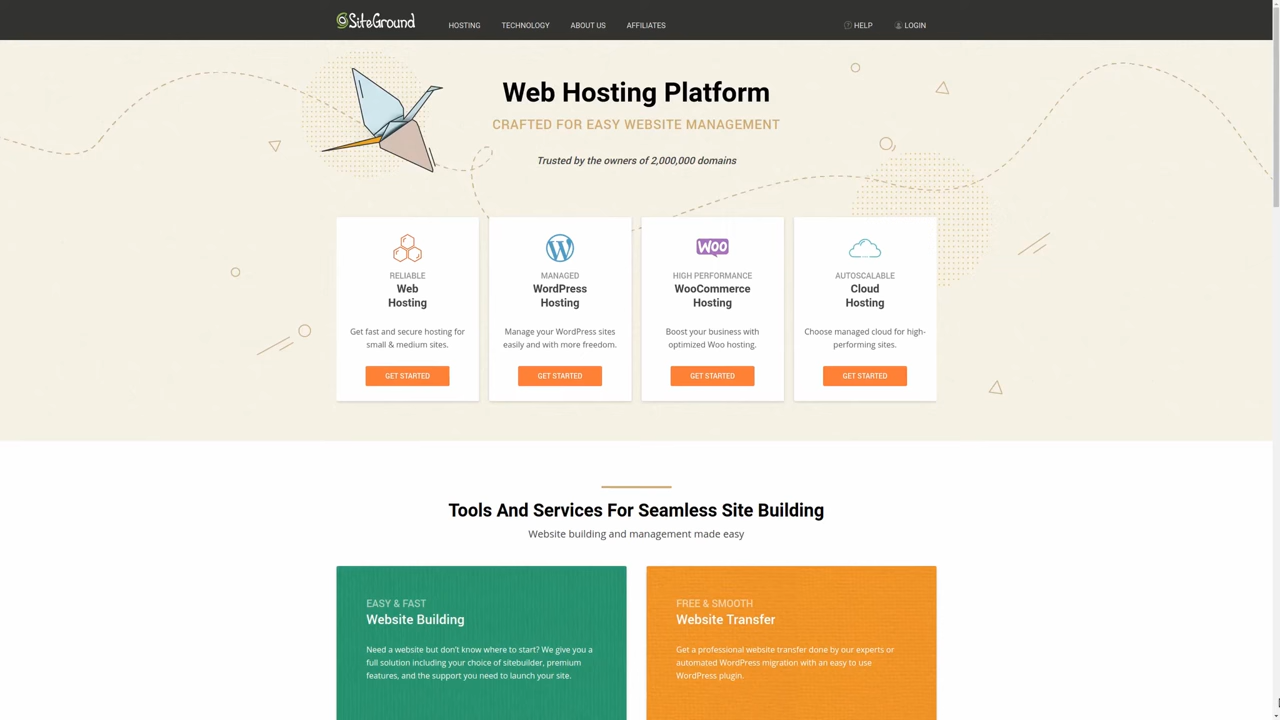 SiteGround
HOSTING
TECHNOLOGY
ABOUT US
AFFILIATES
HELP
LOGIN
Web Hosting Platform
CRAFTED FOR EASY WEBSITE MANAGEMENT
Trusted by the owners of 2,000,000 domains
RELIABLE
Web
Hosting
Get fast and secure hosting for
small & medium sites.
GET STARTED
MANAGED
WordPress
Hosting
Manage your WordPress sites
easily and with more freedom.
GET STARTED
WOO
HIGH PERFORMANCE
WooCommerce
Hosting
Boost your business with
optimized Woo hosting.
GET STARTED
AUTOSCALABLE
Cloud
Hosting
Choose managed cloud for high-
performing sites.
GET STARTED
Tools And Services For Seamless Site Building
Website building and management made easy
EASY & FAST
Website Building
Need a website but don't know where to start? We give you a
full solution including your choice of sitebuilder, premium
features, and the support you need to launch your site.
FREE & SMOOTH
Website Transfer
Get a professional website transfer done by our experts or
automated WordPress migration with an easy to use
WordPress plugin.